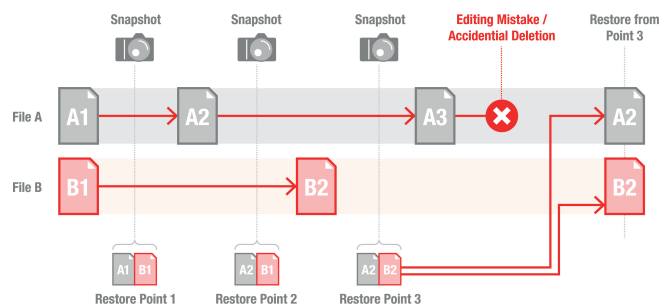 Snapshot
Snapshot
Snapshot
Editing Mistake /
Accidential Deletion
Restore from
Point 3
File A
A1
A2
A3
A2
File B
B1
B2
B2
A1 B1
A2 B1
A2 B2
Restore Point 1
Restore Point 2
Restore Point 3